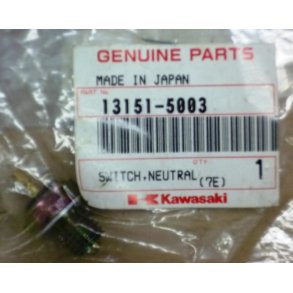 GENUINE PARTS
MADE IN JAPAN
PART No.
13151-5003
QTY
SWITCH,NEUTRAL(7E) 1
Kawasaki